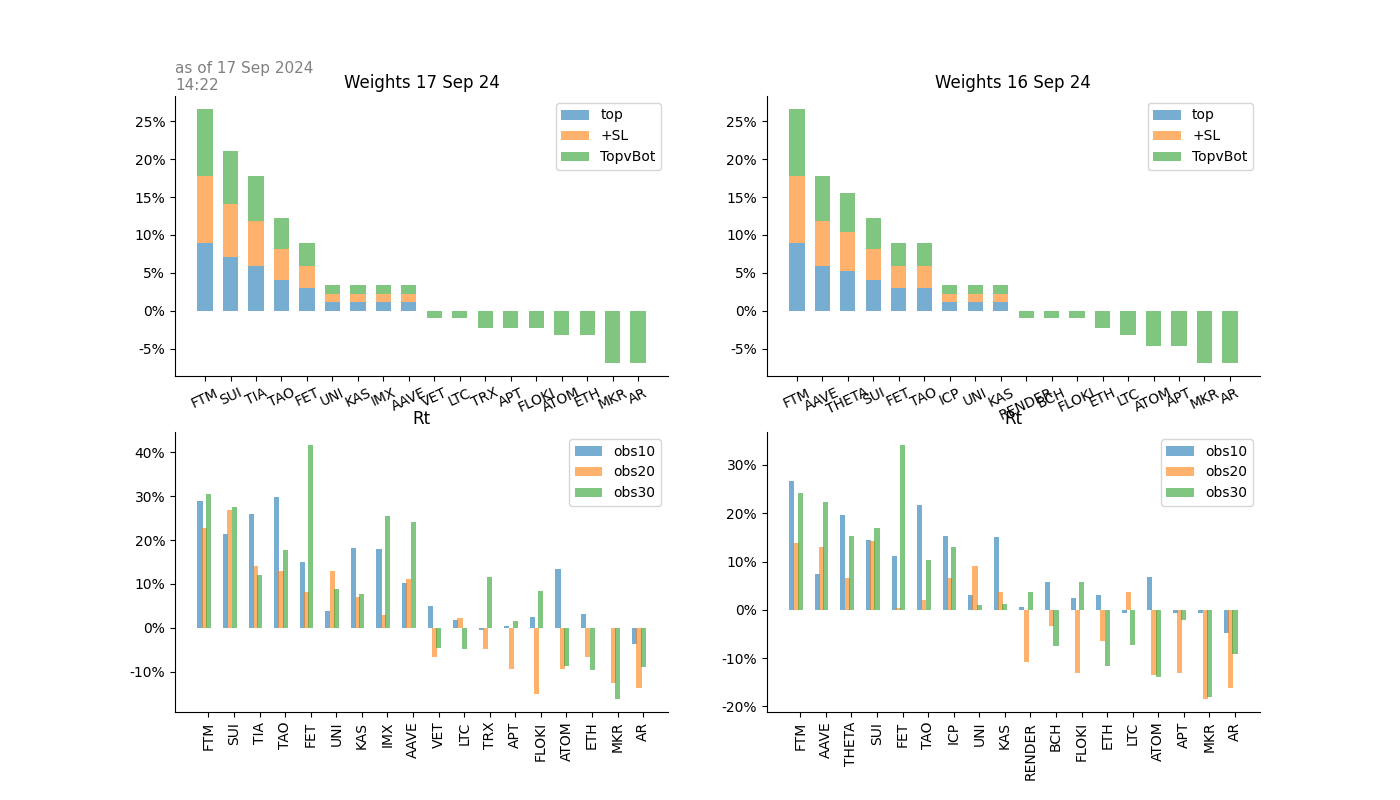 as of 17 Sep 2024
14:22
Weights 17 Sep 24
25%
20%
15%
10%
5%
0%
-5%
top
+SL
TopvBot
FTM SUI TIA TAO FET UNI KAS IMX AAVE VET LTC TRX APT FLOKI ATOM ETH MKR AR
Weights 16 Sep 24
25%
20%
15%
10%
5%
0%
-5%
top
+SL
TopvBot
FTM AAVE THETA SUI FET TAO ICP UNI KAS RENDER BCH FLOKI ETH LTC ATOM APT MKR AR
Rt
40%
30%
20%
10%
0%
-10%
obs10
obs20
obs30
FTM SUI TIA TAO FET UNI KAS IMX AAVE VET LTC TRX APT FLOKI ATOM ETH MKR AR
Rt
30%
20%
10%
0%
-10%
-20%
obs10
obs20
obs30
FTM AAVE THETA SUI FET TAO ICP UNI KAS RENDER BCH FLOKI ETH LTC ATOM APT MKR AR